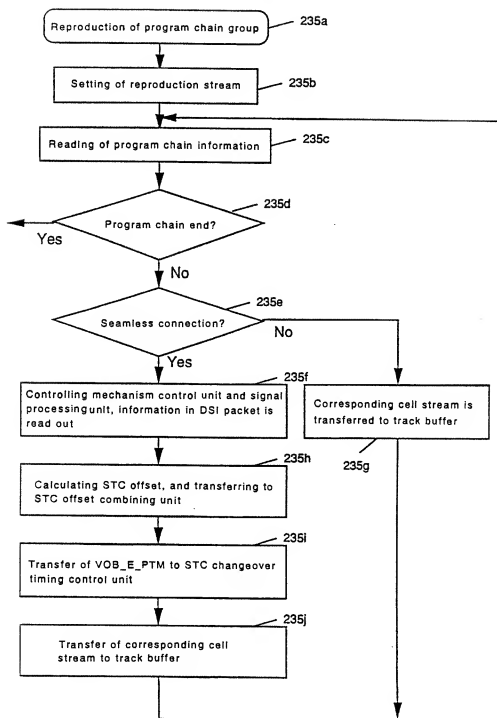 Reproduction of program chain group
235a
Setting of reproduction stream
235b
Reading of program chain information
235c
Program chain end?
235d
Yes
No
Seamless connection?
235e
No
Yes
Controlling mechanism control unit and signal
processingunit, information in DSI packet is
read out
235f
Corresponding cell stream is
transferred to track buffer
235g
Calculating STC offset, and transferring to
STC offset combining unit
235h
Transfer of VOB_E_PTM to STC changeover
timing control unit
235i
Transfer of corresponding cell
stream to track buffer
235j